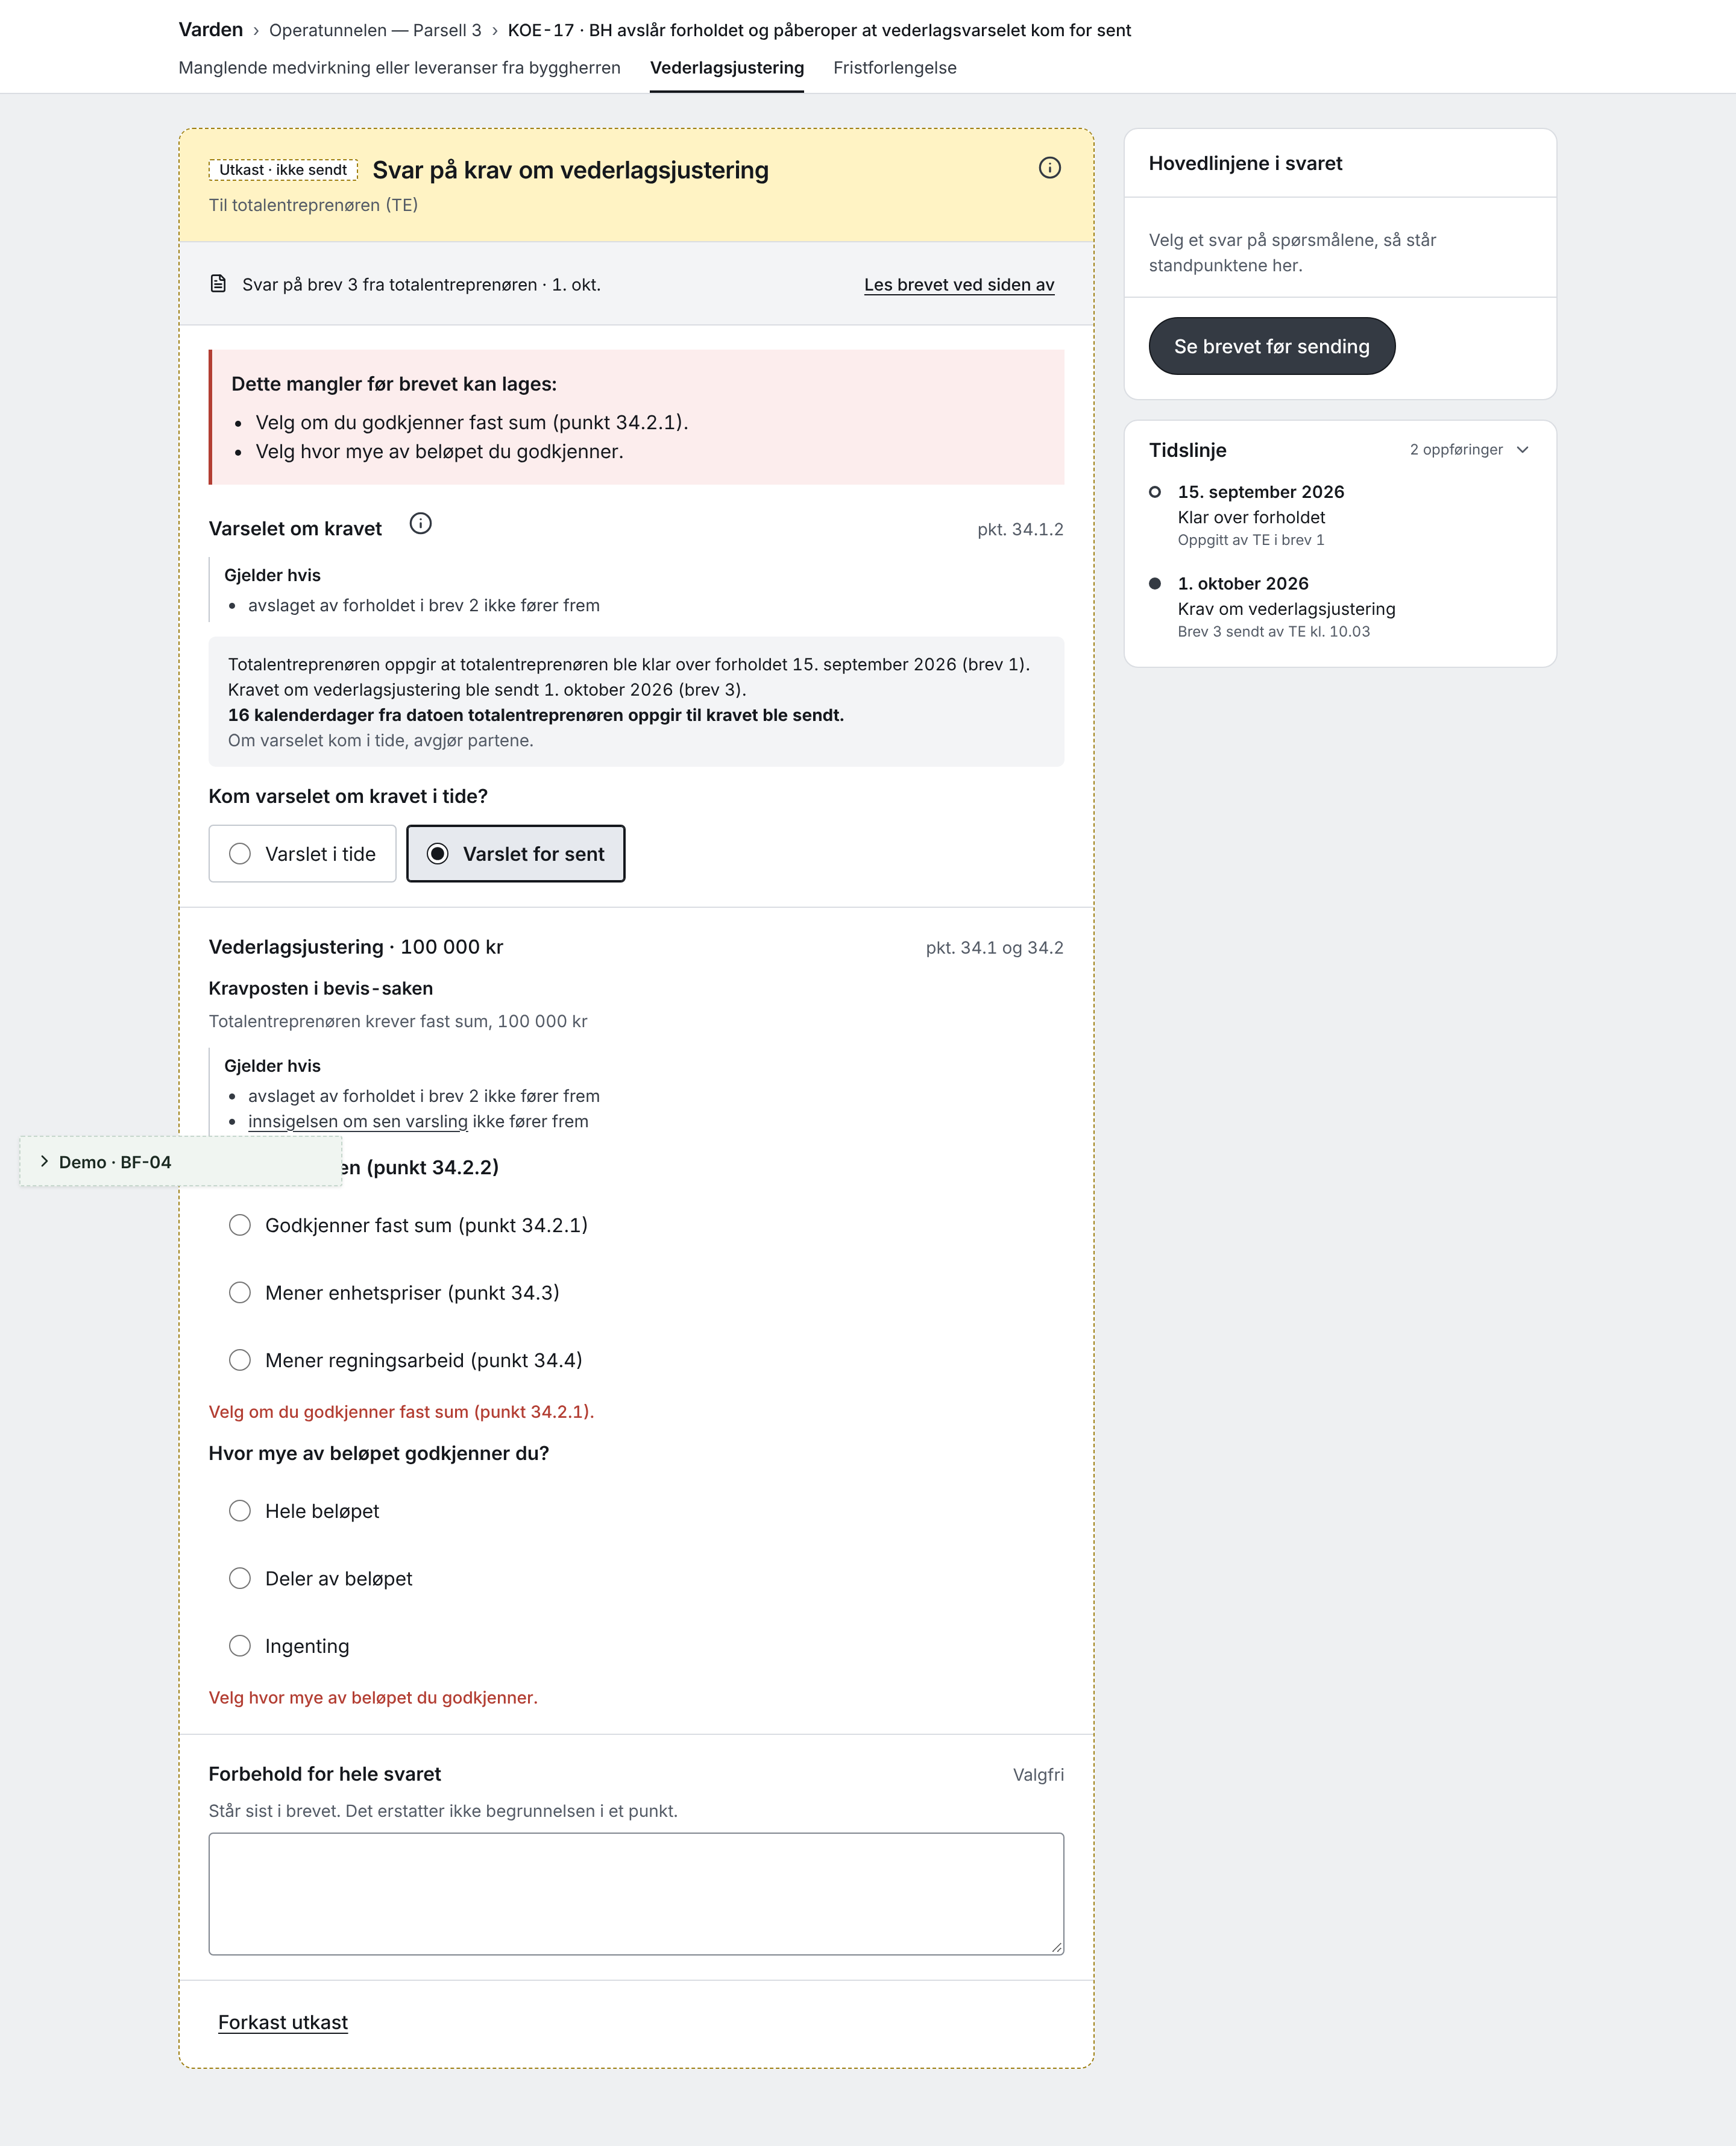 Varden › Operatunnelen — Parsell 3 › KOE-17 · BH avslår forholdet og påberoper at vederlagsvarselet kom for sent
Manglende medvirkning eller leveranser fra byggherren Vederlagsjustering Fristforlengelse
Utkast · ikke sendt Svar på krav om vederlagsjustering
Til totalentreprenøren (TE)
Svar på brev 3 fra totalentreprenøren · 1. okt. Les brevet ved siden av
Dette mangler før brevet kan lages:
• Velg om du godkjenner fast sum (punkt 34.2.1).
• Velg hvor mye av beløpet du godkjenner.
Varselet om kravet pkt. 34.1.2
Gjelder hvis
• avslaget av forholdet i brev 2 ikke fører frem
Totalentreprenøren oppgir at totalentreprenøren ble klar over forholdet 15. september 2026 (brev 1).
Kravet om vederlagsjustering ble sendt 1. oktober 2026 (brev 3).
16 kalenderdager fra datoen totalentreprenøren oppgir til kravet ble sendt.
Om varselet kom i tide, avgjør partene.
Kom varselet om kravet i tide?
Varslet i tide Varslet for sent
Vederlagsjustering · 100 000 kr pkt. 34.1 og 34.2
Kravposten i bevis-saken
Totalentreprenøren krever fast sum, 100 000 kr
Gjelder hvis
• avslaget av forholdet i brev 2 ikke fører frem
• innsigelsen om sen varsling ikke fører frem
Demo · BF-04
en (punkt 34.2.2)
Godkjenner fast sum (punkt 34.2.1)
Mener enhetspriser (punkt 34.3)
Mener regningsarbeid (punkt 34.4)
Velg om du godkjenner fast sum (punkt 34.2.1).
Hvor mye av beløpet godkjenner du?
Hele beløpet
Deler av beløpet
Ingenting
Velg hvor mye av beløpet du godkjenner.
Forbehold for hele svaret Valgfri
Står sist i brevet. Det erstatter ikke begrunnelsen i et punkt.
Forkast utkast
Hovedlinjene i svaret
Velg et svar på spørsmålene, så står
standpunktene her.
Se brevet før sending
Tidslinje 2 oppføringer
15. september 2026
Klar over forholdet
Oppgitt av TE i brev 1
1. oktober 2026
Krav om vederlagsjustering
Brev 3 sendt av TE kl. 10.03